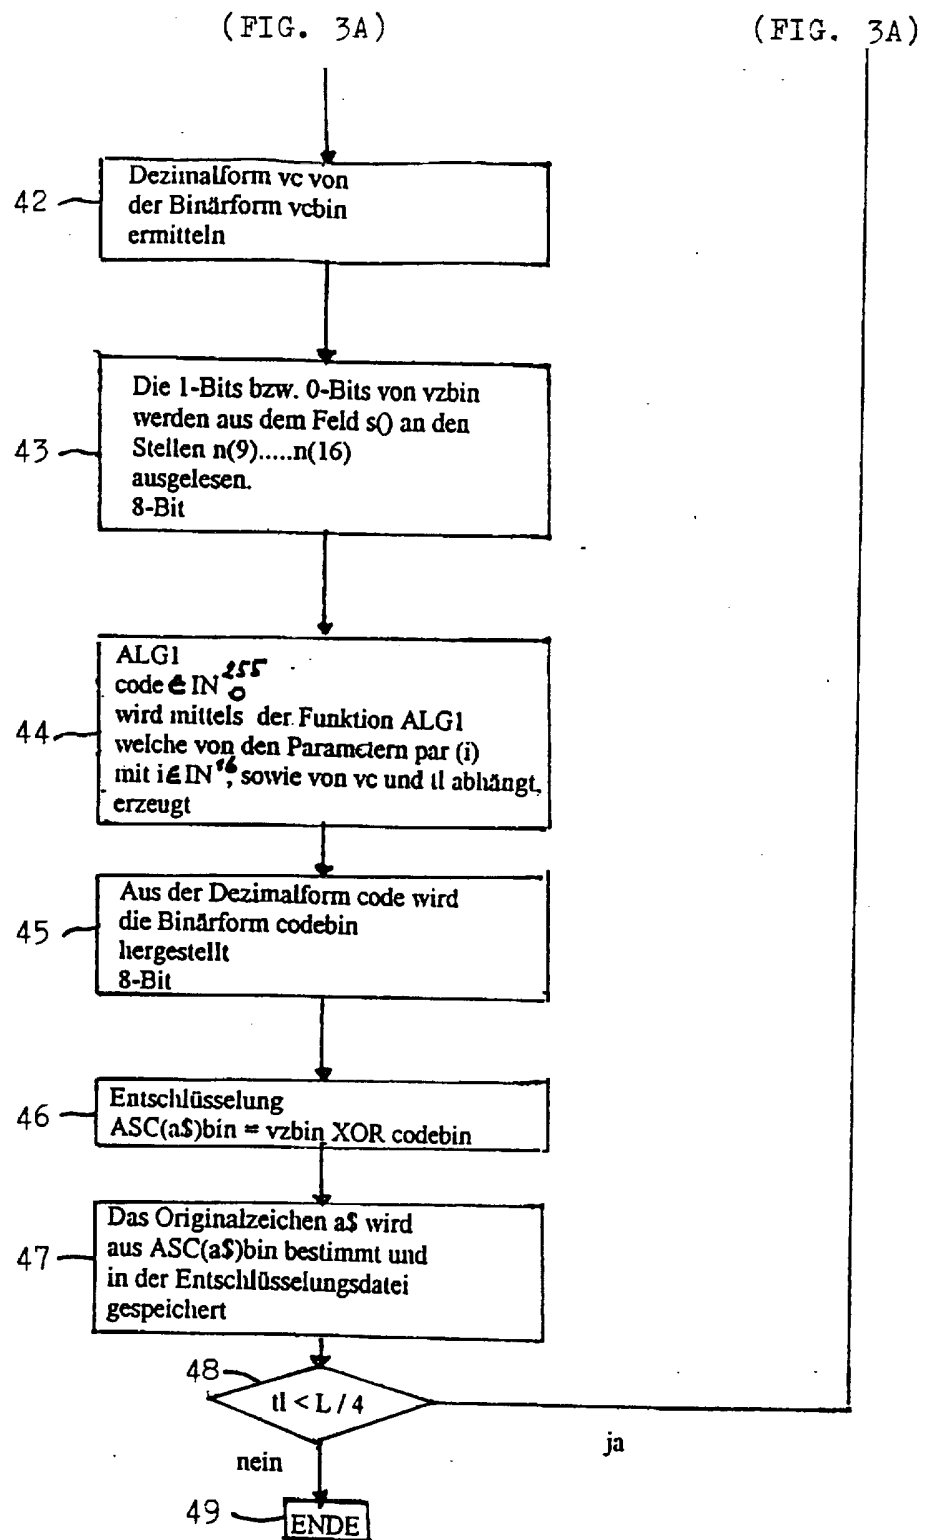 (FIG. 3A)
(FIG. 3A)
42
Dezimalform vc von
der Binärform vcbin
ermitteln
43
Die 1-Bits bzw. 0-Bits von vzbin
werden aus dem Feld s() an den
Stellen n(9).....n(16)
ausgelesen.
8-Bit
44
ALG1
code ∈ IN 255 0
wird mittels der Funktion ALG1
welche von den Parametern par (i)
mit i∈IN 16, sowie von vc und tl abhängt,
erzeugt
45
Aus der Dezimalform code wird
die Binärform codebin
hergestellt
8-Bit
46
Entschlüsselung
ASC(a$)bin = vzbin XOR codebin
47
Das Originalzeichen a$ wird
aus ASC(a$)bin bestimmt und
in der Entschlüsselungsdatei
gespeichert
48
tl < L / 4
ja
nein
49
ENDE